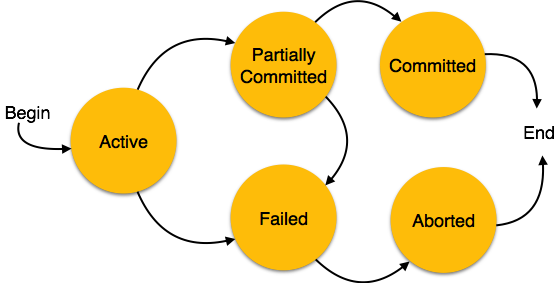 Begin
Active
Partially
Committed
Committed
End
Failed
Aborted